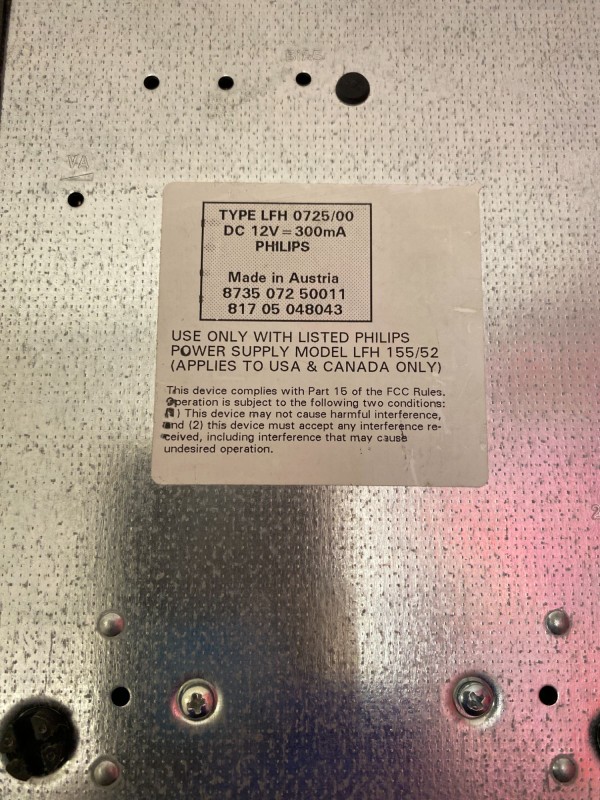 VA
TYPE LFH 0725/00
DC 12V = 300mA
PHILIPS
Made in Austria
8735 072 50011
817 05 048043
USE ONLY WITH LISTED PHILIPS
POWER SUPPLY MODEL LFH 155/52
(APPLIES TO USA & CANADA ONLY)
This device complies with Part 15 of the FCC Rules.
Operation is subject to the following two conditions:
(1) This device may not cause harmful interference,
and (2) this device must accept any interference re-
ceived, including interference that may cause
undesired operation.